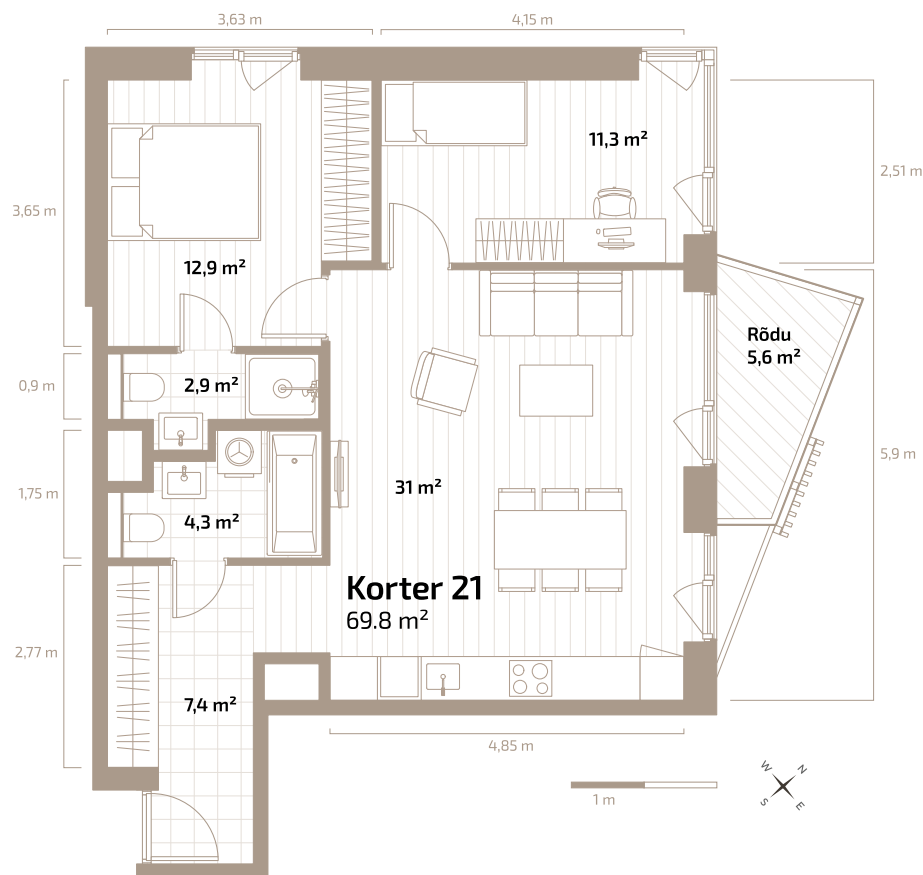 3,63 m
4,15 m
11,3 m²
2,51 m
3,65 m
12,9 m²
Rõdu
5,6 m²
0,9 m
2,9 m²
5,9 m
31 m²
1,75 m
4,3 m²
Korter 21
69.8 m²
2,77 m
7,4 m²
4,85 m
W
N
S
E
1 m